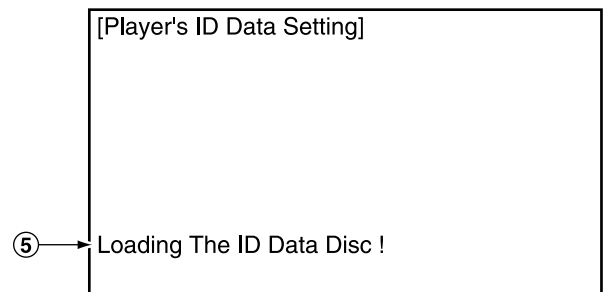 [Player's ID Data Setting]
⑤ Loading The ID Data Disc !